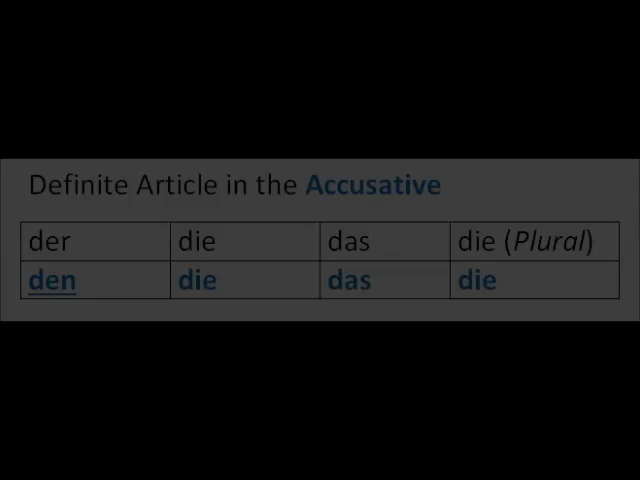 Definite Article in the Accusative
der die das die (Plural)
den die das die